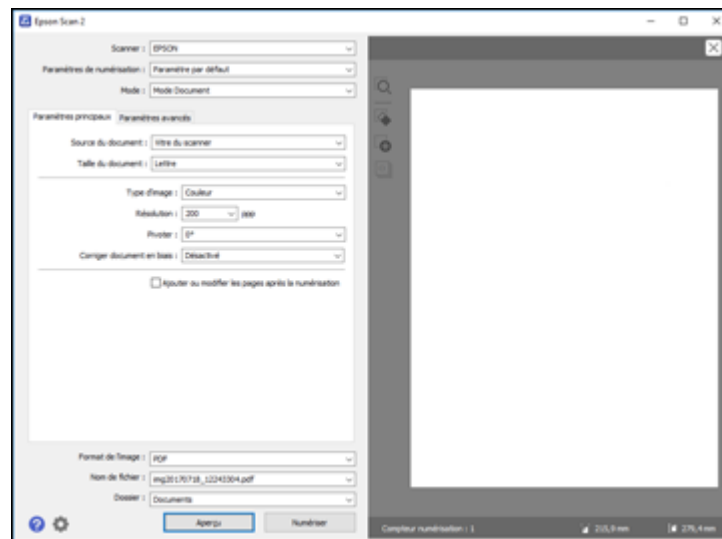 Epson Scan 2
Scanner : EPSON
Paramètres de numérisation : Paramètre par défaut
Mode : Mode Document
Paramètres principaux Paramètres avancés
Source du document : Vitre du scanner
Taille du document : Lettre
Type d'image : Couleur
Résolution : 200 ppp
Pivoter : 0°
Corriger document en biais : Désactivé
Ajouter ou modifier les pages après la numérisation
Format de l'image : PDF
Nom de fichier : img20170718_12243304.pdf
Dossier : Documents
Aperçu Numériser
Compteur numérisation : 1 215,9 mm 279,4 mm